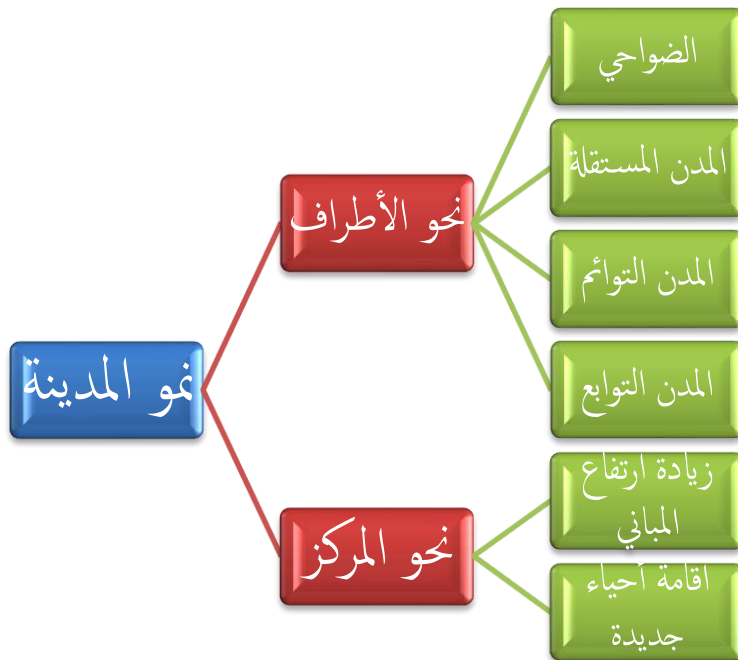 نمو المدينة
نحو الأطراف
الضواحي
المدن المستقلة
المدن التوائم
المدن التوابع
نحو المركز
زيادة ارتفاع
المباني
اقامة أحياء
جديدة